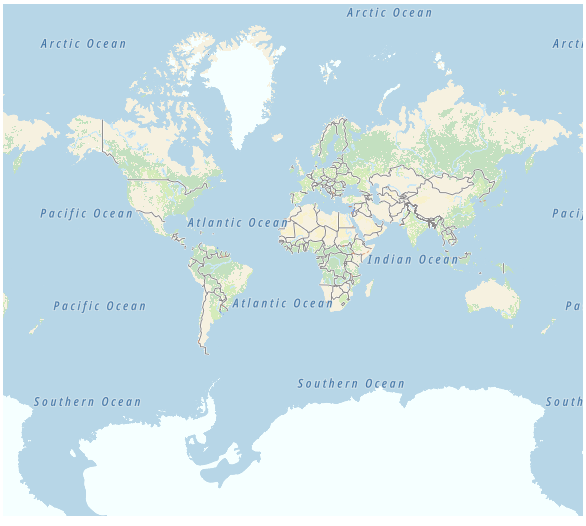 Arctic Ocean
Arctic Ocean
Arcti
Pacific Ocean
Atlantic Ocean
Pacif
Indian Ocean
Pacific Ocean
Atlantic Ocean
Pa
Southern Ocean
Southern Ocean
South